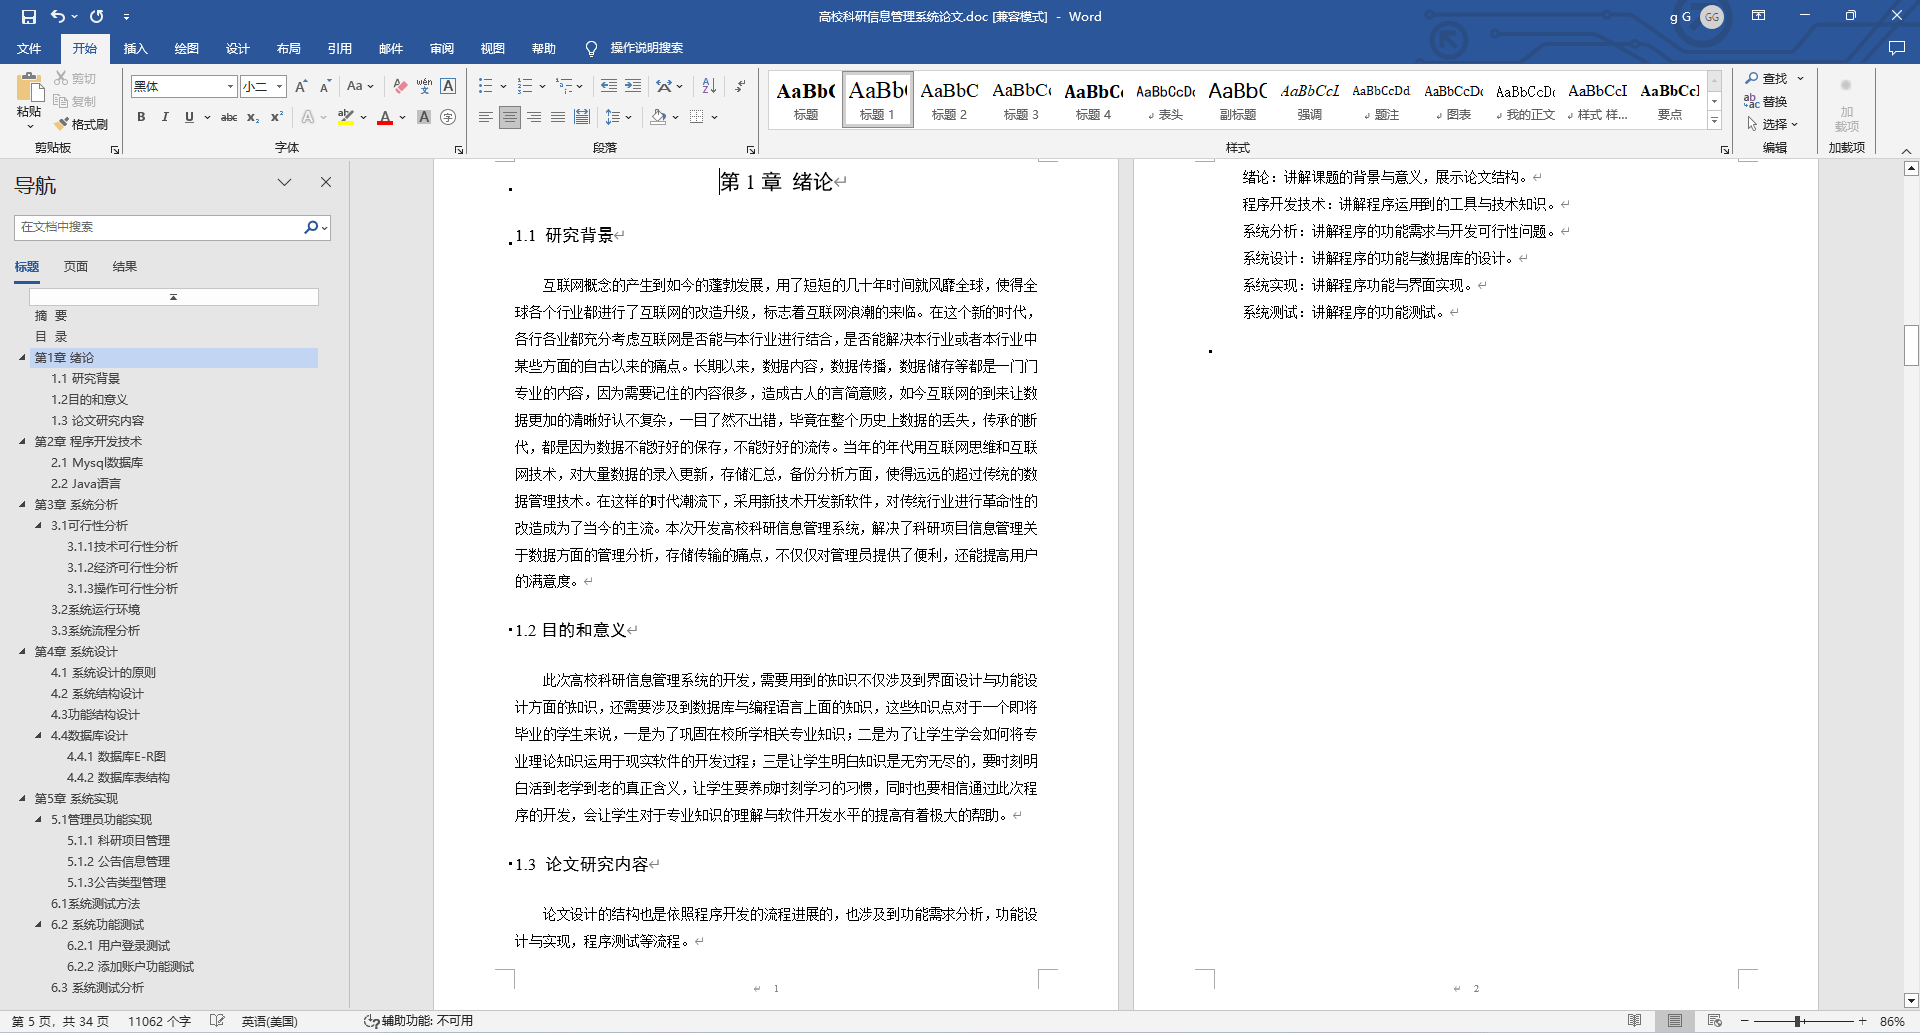 高校科研信息管理系统论文.doc [兼容模式] - Word
g G
GG
文件 开始 插入 绘图 设计 布局 引用 邮件 审阅 视图 帮助 操作说明搜索
粘贴
剪切
复制
格式刷
剪贴板
黑体 小二
字体
段落
AaBbC 标题
AaBb( 标题 1
AaBbC 标题 2
AaBbC 标题 3
AaBbC 标题 4
AaBbCcDc 表头
AaBbC 副标题
AaBbCcL 强调
AaBbCcDd. 题注
AaBbCcDc 图表
AaBbCcDc 我的正文
AaBbCcI 样式 样...
AaBbCcI 要点
样式
查找
替换
选择
编辑
加载项
加载项
导航
在文档中搜索
标题 页面 结果
摘 要
目 录
第1章 绪论
1.1 研究背景
1.2目的和意义
1.3 论文研究内容
第2章 程序开发技术
2.1 Mysql数据库
2.2 Java语言
第3章 系统分析
3.1可行性分析
3.1.1技术可行性分析
3.1.2经济可行性分析
3.1.3操作可行性分析
3.2系统运行环境
3.3系统流程分析
第4章 系统设计
4.1 系统设计的原则
4.2 系统结构设计
4.3功能结构设计
4.4数据库设计
4.4.1 数据库E-R图
4.4.2 数据库表结构
第5章 系统实现
5.1管理员功能实现
5.1.1 科研项目管理
5.1.2 公告信息管理
5.1.3公告类型管理
6.1系统测试方法
6.2 系统功能测试
6.2.1 用户登录测试
6.2.2 添加账户功能测试
6.3 系统测试分析
第 1 章 绪论
1.1 研究背景
互联网概念的产生到如今的蓬勃发展，用了短短的几十年时间就风靡全球，使得全
球各个行业都进行了互联网的改造升级，标志着互联网浪潮的来临。在这个新的时代，
各行各业都充分考虑互联网是否能与本行业进行结合，是否能解决本行业或者本行业中
某些方面的自古以来的痛点。长期以来，数据内容，数据传播，数据储存等都是一门门
专业的内容，因为需要记住的内容很多，造成古人的言简意赅，如今互联网的到来让数
据更加的清晰好认不复杂，一目了然不出错，毕竟在整个历史上数据的丢失，传承的断
代，都是因为数据不能好好的保存，不能好好的流传。当年的年代用互联网思维和互联
网技术，对大量数据的录入更新，存储汇总，备份分析方面，使得远远的超过传统的数
据管理技术。在这样的时代潮流下，采用新技术开发新软件，对传统行业进行革命性的
改造成为了当今的主流。本次开发高校科研信息管理系统，解决了科研项目信息管理关
于数据方面的管理分析，存储传输的痛点，不仅仅对管理员提供了便利，还能提高用户
的满意度。
1.2 目的和意义
此次高校科研信息管理系统的开发，需要用到的知识不仅涉及到界面设计与功能设
计方面的知识，还需要涉及到数据库与编程语言上面的知识，这些知识点对于一个即将
毕业的学生来说，一是为了巩固在校所学相关专业知识；二是为了让学生学会如何将专
业理论知识运用于现实软件的开发过程；三是让学生明白知识是无穷无尽的，要时刻明
白活到老学到老的真正含义，让学生要养成时刻学习的习惯，同时也要相信通过此次程
序的开发，会让学生对于专业知识的理解与软件开发水平的提高有着极大的帮助。
1.3 论文研究内容
论文设计的结构也是依照程序开发的流程进展的，也涉及到功能需求分析，功能设
计与实现，程序测试等流程。
1
绪论：讲解课题的背景与意义，展示论文结构。
程序开发技术：讲解程序运用到的工具与技术知识。
系统分析：讲解程序的功能需求与开发可行性问题。
系统设计：讲解程序的功能与数据库的设计。
系统实现：讲解程序功能与界面实现。
系统测试：讲解程序的功能测试。
2
第 5 页，共 34 页 11062 个字 英语(美国) 辅助功能: 不可用 86%